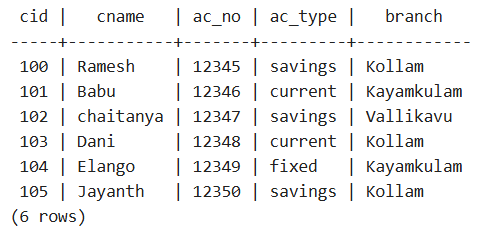 cid |   cname   | ac_no | ac_type |   branch
-----+-----------+-------+---------+------------
 100 | Ramesh    | 12345 | savings | Kollam
 101 | Babu      | 12346 | current | Kayamkulam
 102 | chaitanya | 12347 | savings | Vallikavu
 103 | Dani      | 12348 | current | Kollam
 104 | Elango    | 12349 | fixed   | Kayamkulam
 105 | Jayanth   | 12350 | savings | Kollam
(6 rows)